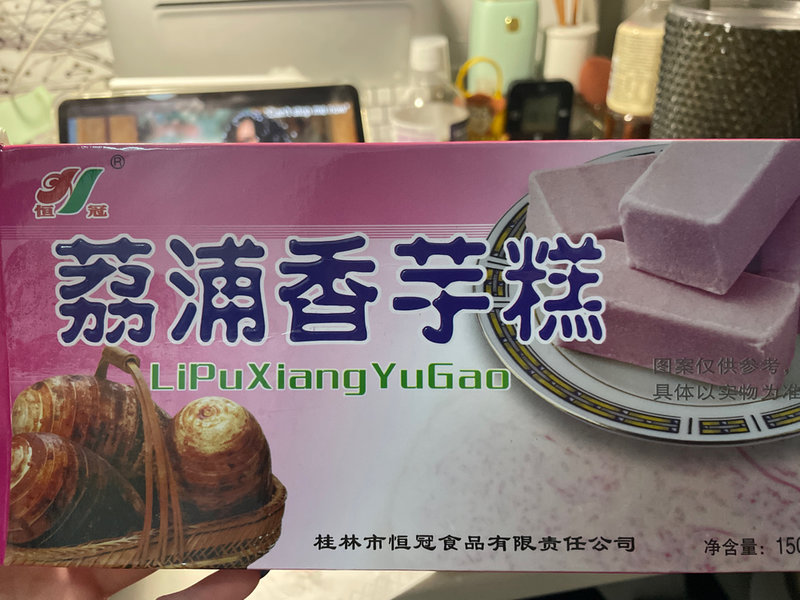 ®
恒 冠
荔浦香芋糕
LiPuXiangYuGao
图案仅供参考，
具体以实物为准
桂林市恒冠食品有限责任公司
净含量：150